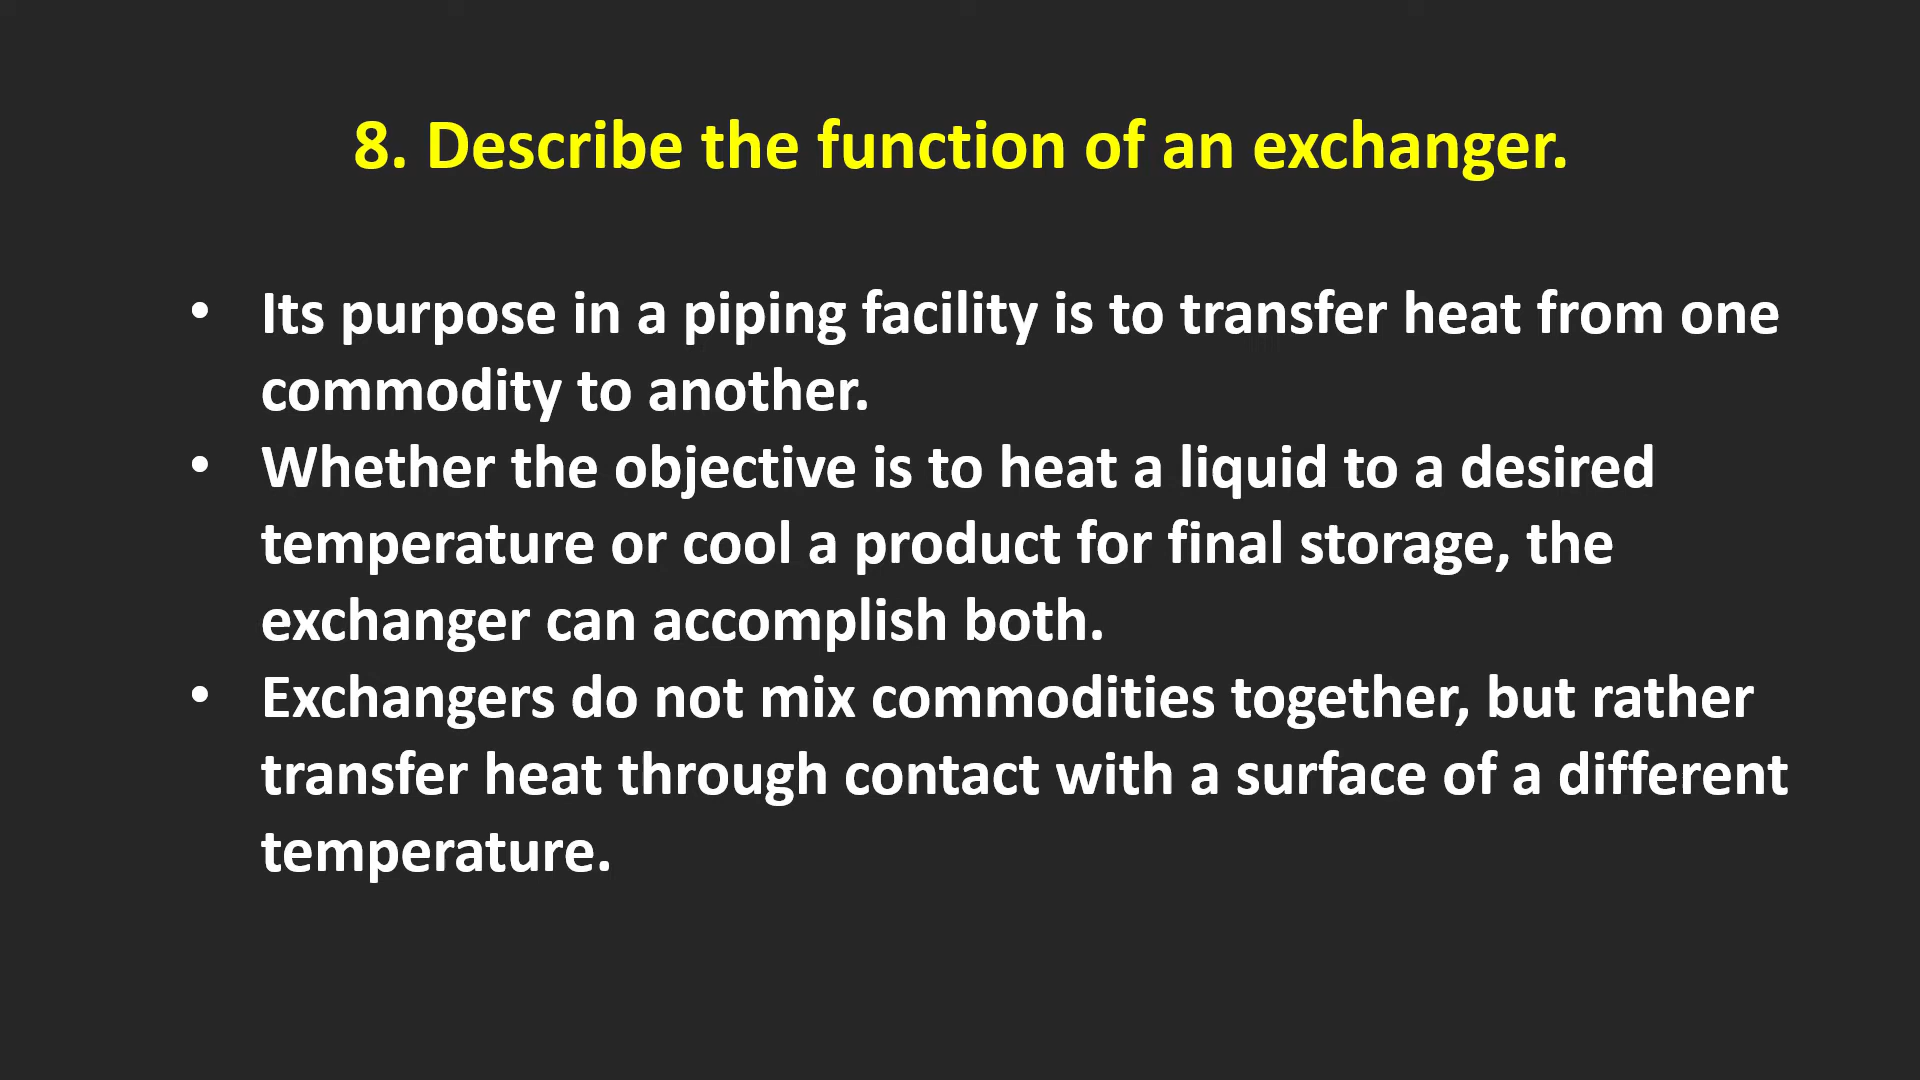 8. Describe the function of an exchanger.
• Its purpose in a piping facility is to transfer heat from one
commodity to another.
• Whether the objective is to heat a liquid to a desired
temperature or cool a product for final storage, the
exchanger can accomplish both.
• Exchangers do not mix commodities together, but rather
transfer heat through contact with a surface of a different
temperature.